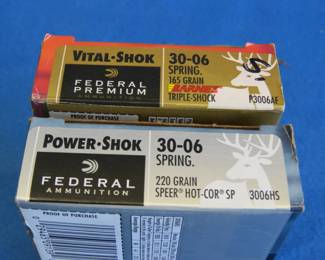 VITAL·SHOK
30-06
SPRING.
165 GRAIN
BARNES
TRIPLE-SHOCK
P3006AE
FEDERAL
PREMIUM
AMMUNITION
PROOF OF PURCHASE
POWER·SHOK
30-06
SPRING.
220 GRAIN
SPEER® HOT-COR® SP
3006HS
FEDERAL
AMMUNITION
PROOF OF PURCHASE